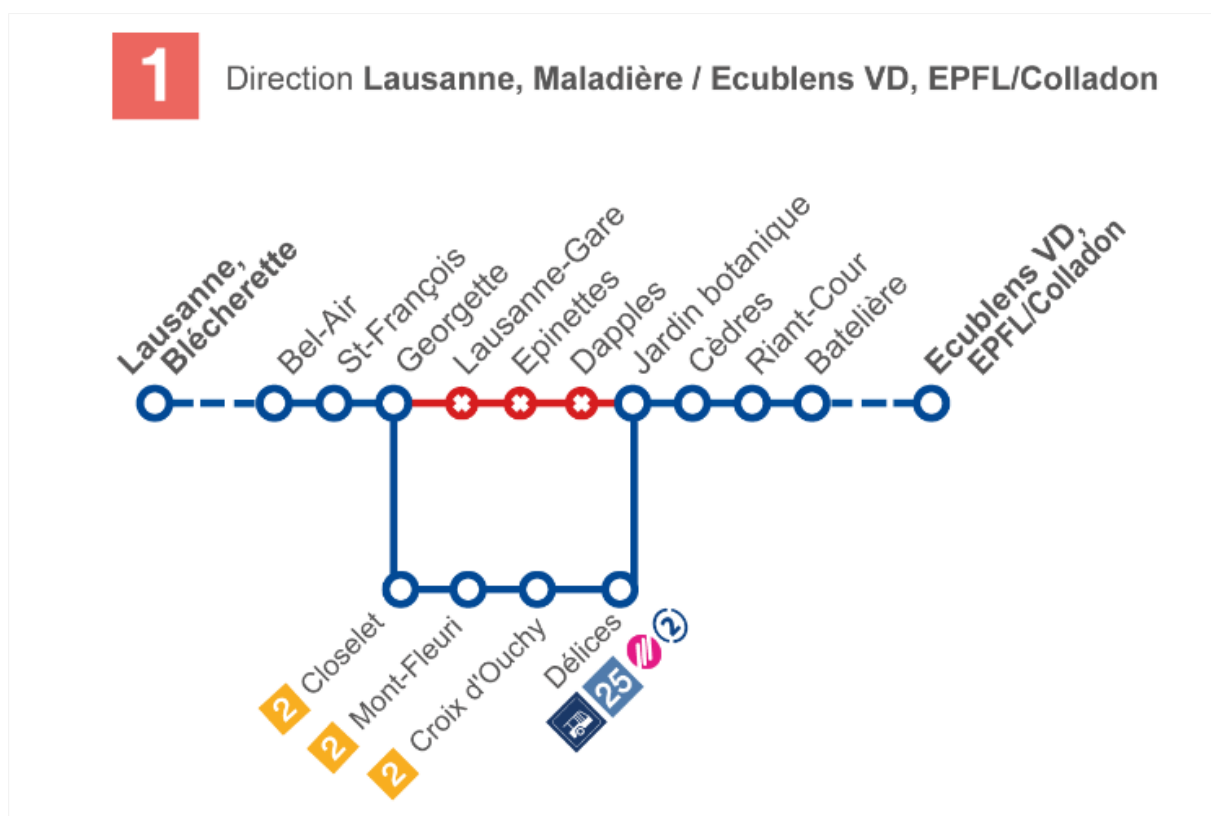 1
Direction Lausanne, Maladière / Ecublens VD, EPFL/Colladon
Lausanne,
Blécherette
Bel-Air
St-François
Georgette
Lausanne-Gare
Epinettes
Dapples
Jardin botanique
Cèdres
Riant-Cour
Batelière
Ecublens VD,
EPFL/Colladon
2 Closelet
2 Mont-Fleuri
2 Croix d'Ouchy
Délices
25
2